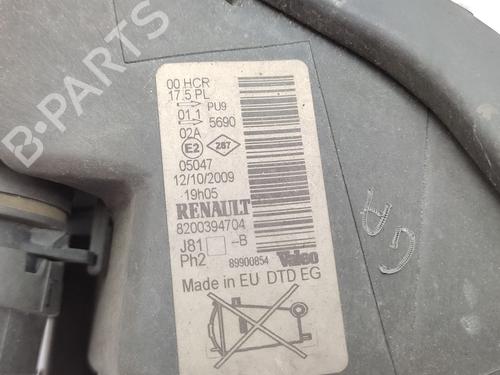 B-PARTS
00 HCR
17.5 PL
PU9
01.1
5690
02A
E2 287
05047
12/10/2009
19h05
RENAULT
8200394704
J81 -B
Ph2 89900854 Valeo
Made in EU DTD EG